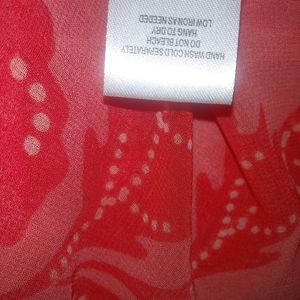 HAND WASH COLD SEPARATELY
DO NOT BLEACH
HANG TO DRY
LOW IRON AS NEEDED